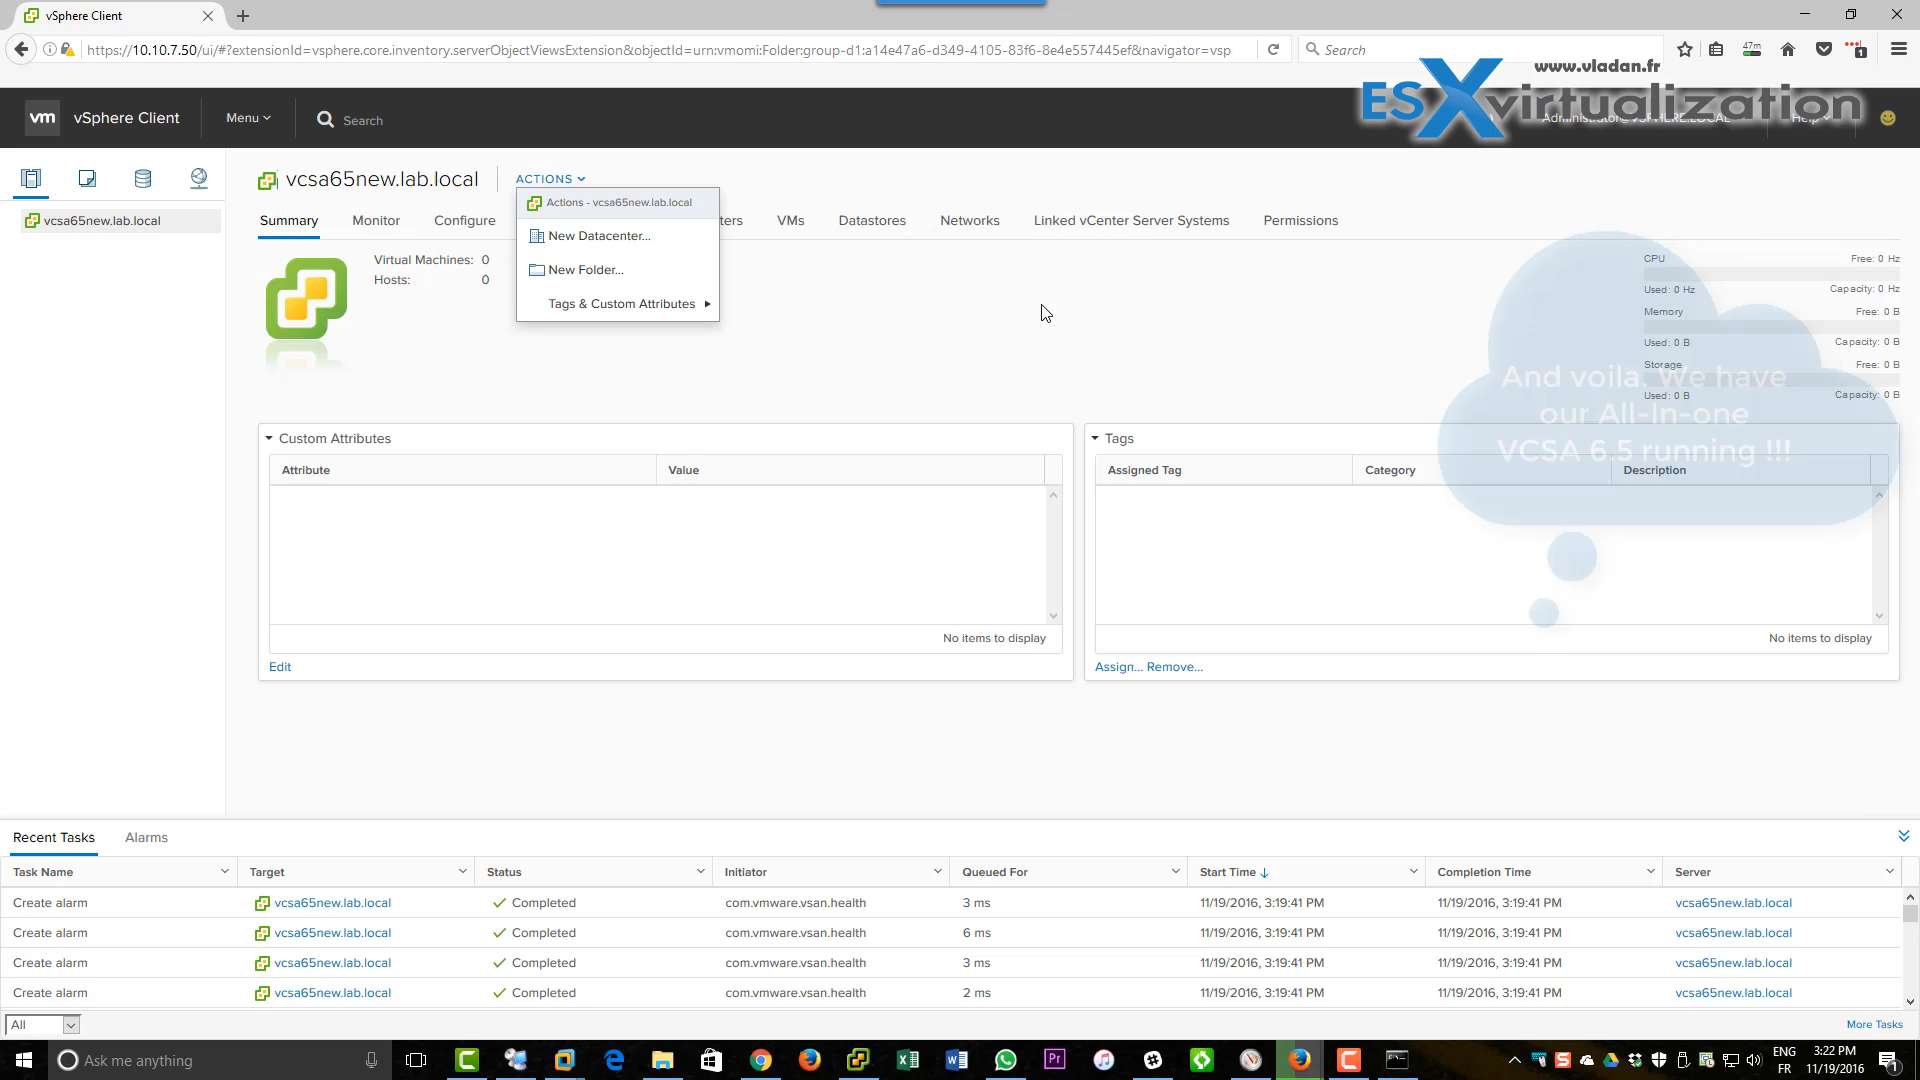 vSphere Client
https://10.10.7.50/ui/#?extensionId=vsphere.core.inventory.serverObjectViewsExtension&objectId=urn:vmomi:Folder:group-d1:a14e47a6-d349-4105-83f6-8e4e557445ef&navigator=vsp
Search
47m
1
www.vladan.fr
ESXvirtualization
vm
vSphere Client
Menu
Search
Administrator@VSPHERE.LOCAL
Help
vcsa65new.lab.local
ACTIONS
vcsa65new.lab.local
Actions - vcsa65new.lab.local
Summary
Monitor
Configure
ters
VMs
Datastores
Networks
Linked vCenter Server Systems
Permissions
New Datacenter...
New Folder...
Tags & Custom Attributes
Virtual Machines: 0
Hosts: 0
CPU
Free: 0 Hz
Used: 0 Hz
Capacity: 0 Hz
Memory
Free: 0 B
Used: 0 B
Capacity: 0 B
Storage
Free: 0 B
Used: 0 B
Capacity: 0 B
And voila. We have
our All-In-one
VCSA 6.5 running !!!
Custom Attributes
Attribute
Value
No items to display
Edit
Tags
Assigned Tag
Category
Description
No items to display
Assign... Remove...
Recent Tasks
Alarms
Task Name
Target
Status
Initiator
Queued For
Start Time
Completion Time
Server
Create alarm vcsa65new.lab.local Completed com.vmware.vsan.health 3 ms 11/19/2016, 3:19:41 PM 11/19/2016, 3:19:41 PM vcsa65new.lab.local
Create alarm vcsa65new.lab.local Completed com.vmware.vsan.health 6 ms 11/19/2016, 3:19:41 PM 11/19/2016, 3:19:41 PM vcsa65new.lab.local
Create alarm vcsa65new.lab.local Completed com.vmware.vsan.health 3 ms 11/19/2016, 3:19:41 PM 11/19/2016, 3:19:41 PM vcsa65new.lab.local
Create alarm vcsa65new.lab.local Completed com.vmware.vsan.health 2 ms 11/19/2016, 3:19:41 PM 11/19/2016, 3:19:41 PM vcsa65new.lab.local
All
More Tasks
Ask me anything
Pr
ENG
FR
3:22 PM
11/19/2016
1